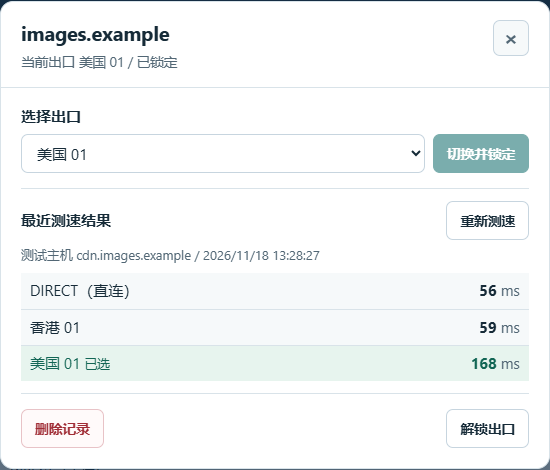 images.example
当前出口 美国 01 / 已锁定
×
选择出口
美国 01
切换并锁定
最近测速结果
重新测速
测试主机 cdn.images.example / 2026/11/18 13:28:27
DIRECT（直连） 56 ms
香港 01 59 ms
美国 01 已选 168 ms
删除记录
解锁出口